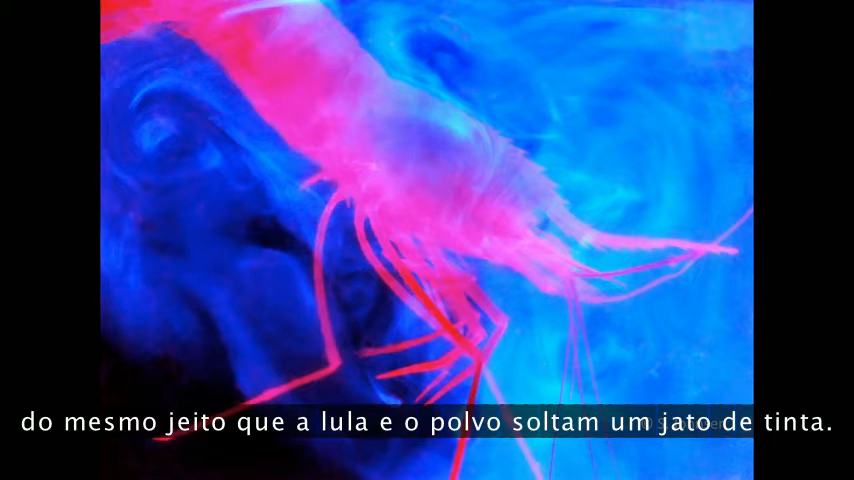 do mesmo jeito que a lula e o polvo soltam um jato de tinta.